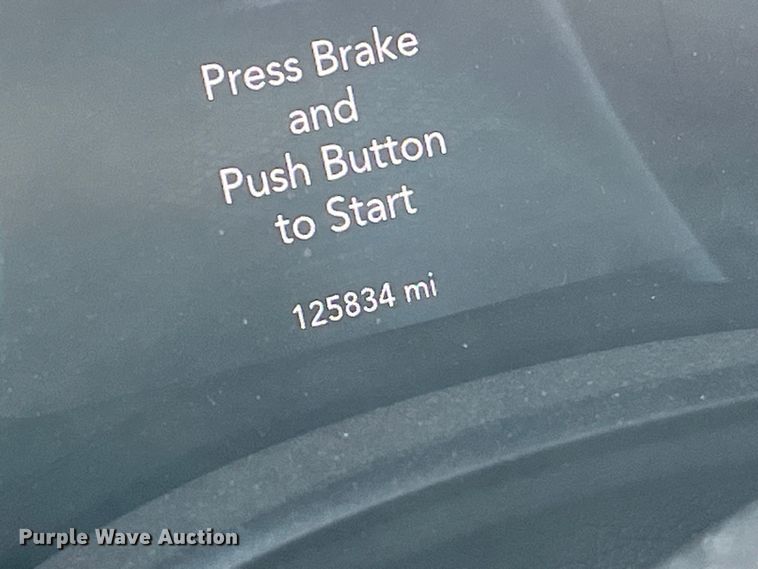 Press Brake
and
Push Button
to Start
125834 mi
Purple Wave Auction